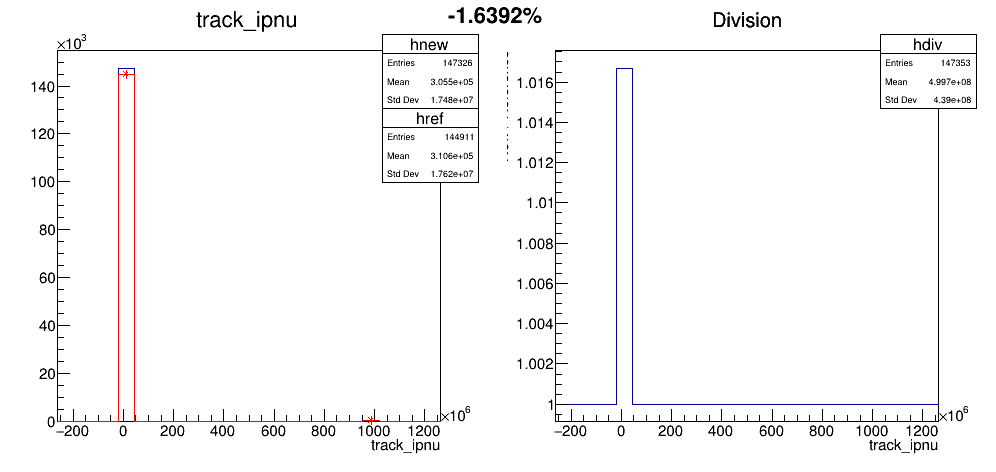 track_ipnu
-1.6392%
Division
×10³
hnew
Entries 147326
Mean 3.055e+05
Std Dev 1.748e+07
href
Entries 144911
Mean 3.106e+05
Std Dev 1.762e+07
140
120
100
80
60
40
20
0
−200 0 200 400 600 800 1000 1200
×10⁶
track_ipnu
hdiv
Entries 147353
Mean 4.997e+08
Std Dev 4.39e+08
1.016
1.014
1.012
1.01
1.008
1.006
1.004
1.002
1
−200 0 200 400 600 800 1000 1200
×10⁶
track_ipnu